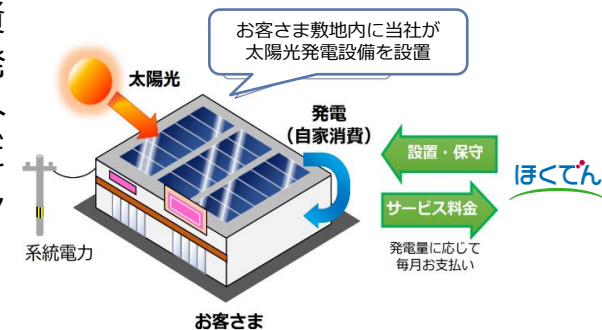 お客さま敷地内に当社が
太陽光発電設備を設置
太陽光
発電
（自家消費）
設置・保守
ほくでん
サービス料金
系統電力
発電量に応じて
毎月お支払い
お客さま